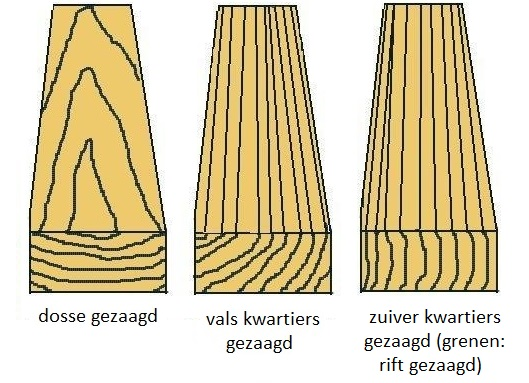 dosse gezaagd
vals kwartiers
gezaagd
zuiver kwartiers
gezaagd (grenen:
rift gezaagd)